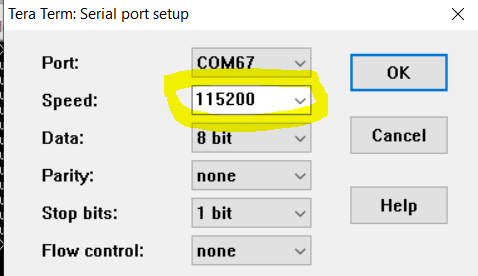 Tera Term: Serial port setup
Port: COM67 OK
Speed: 115200
Data: 8 bit Cancel
Parity: none
Stop bits: 1 bit Help
Flow control: none